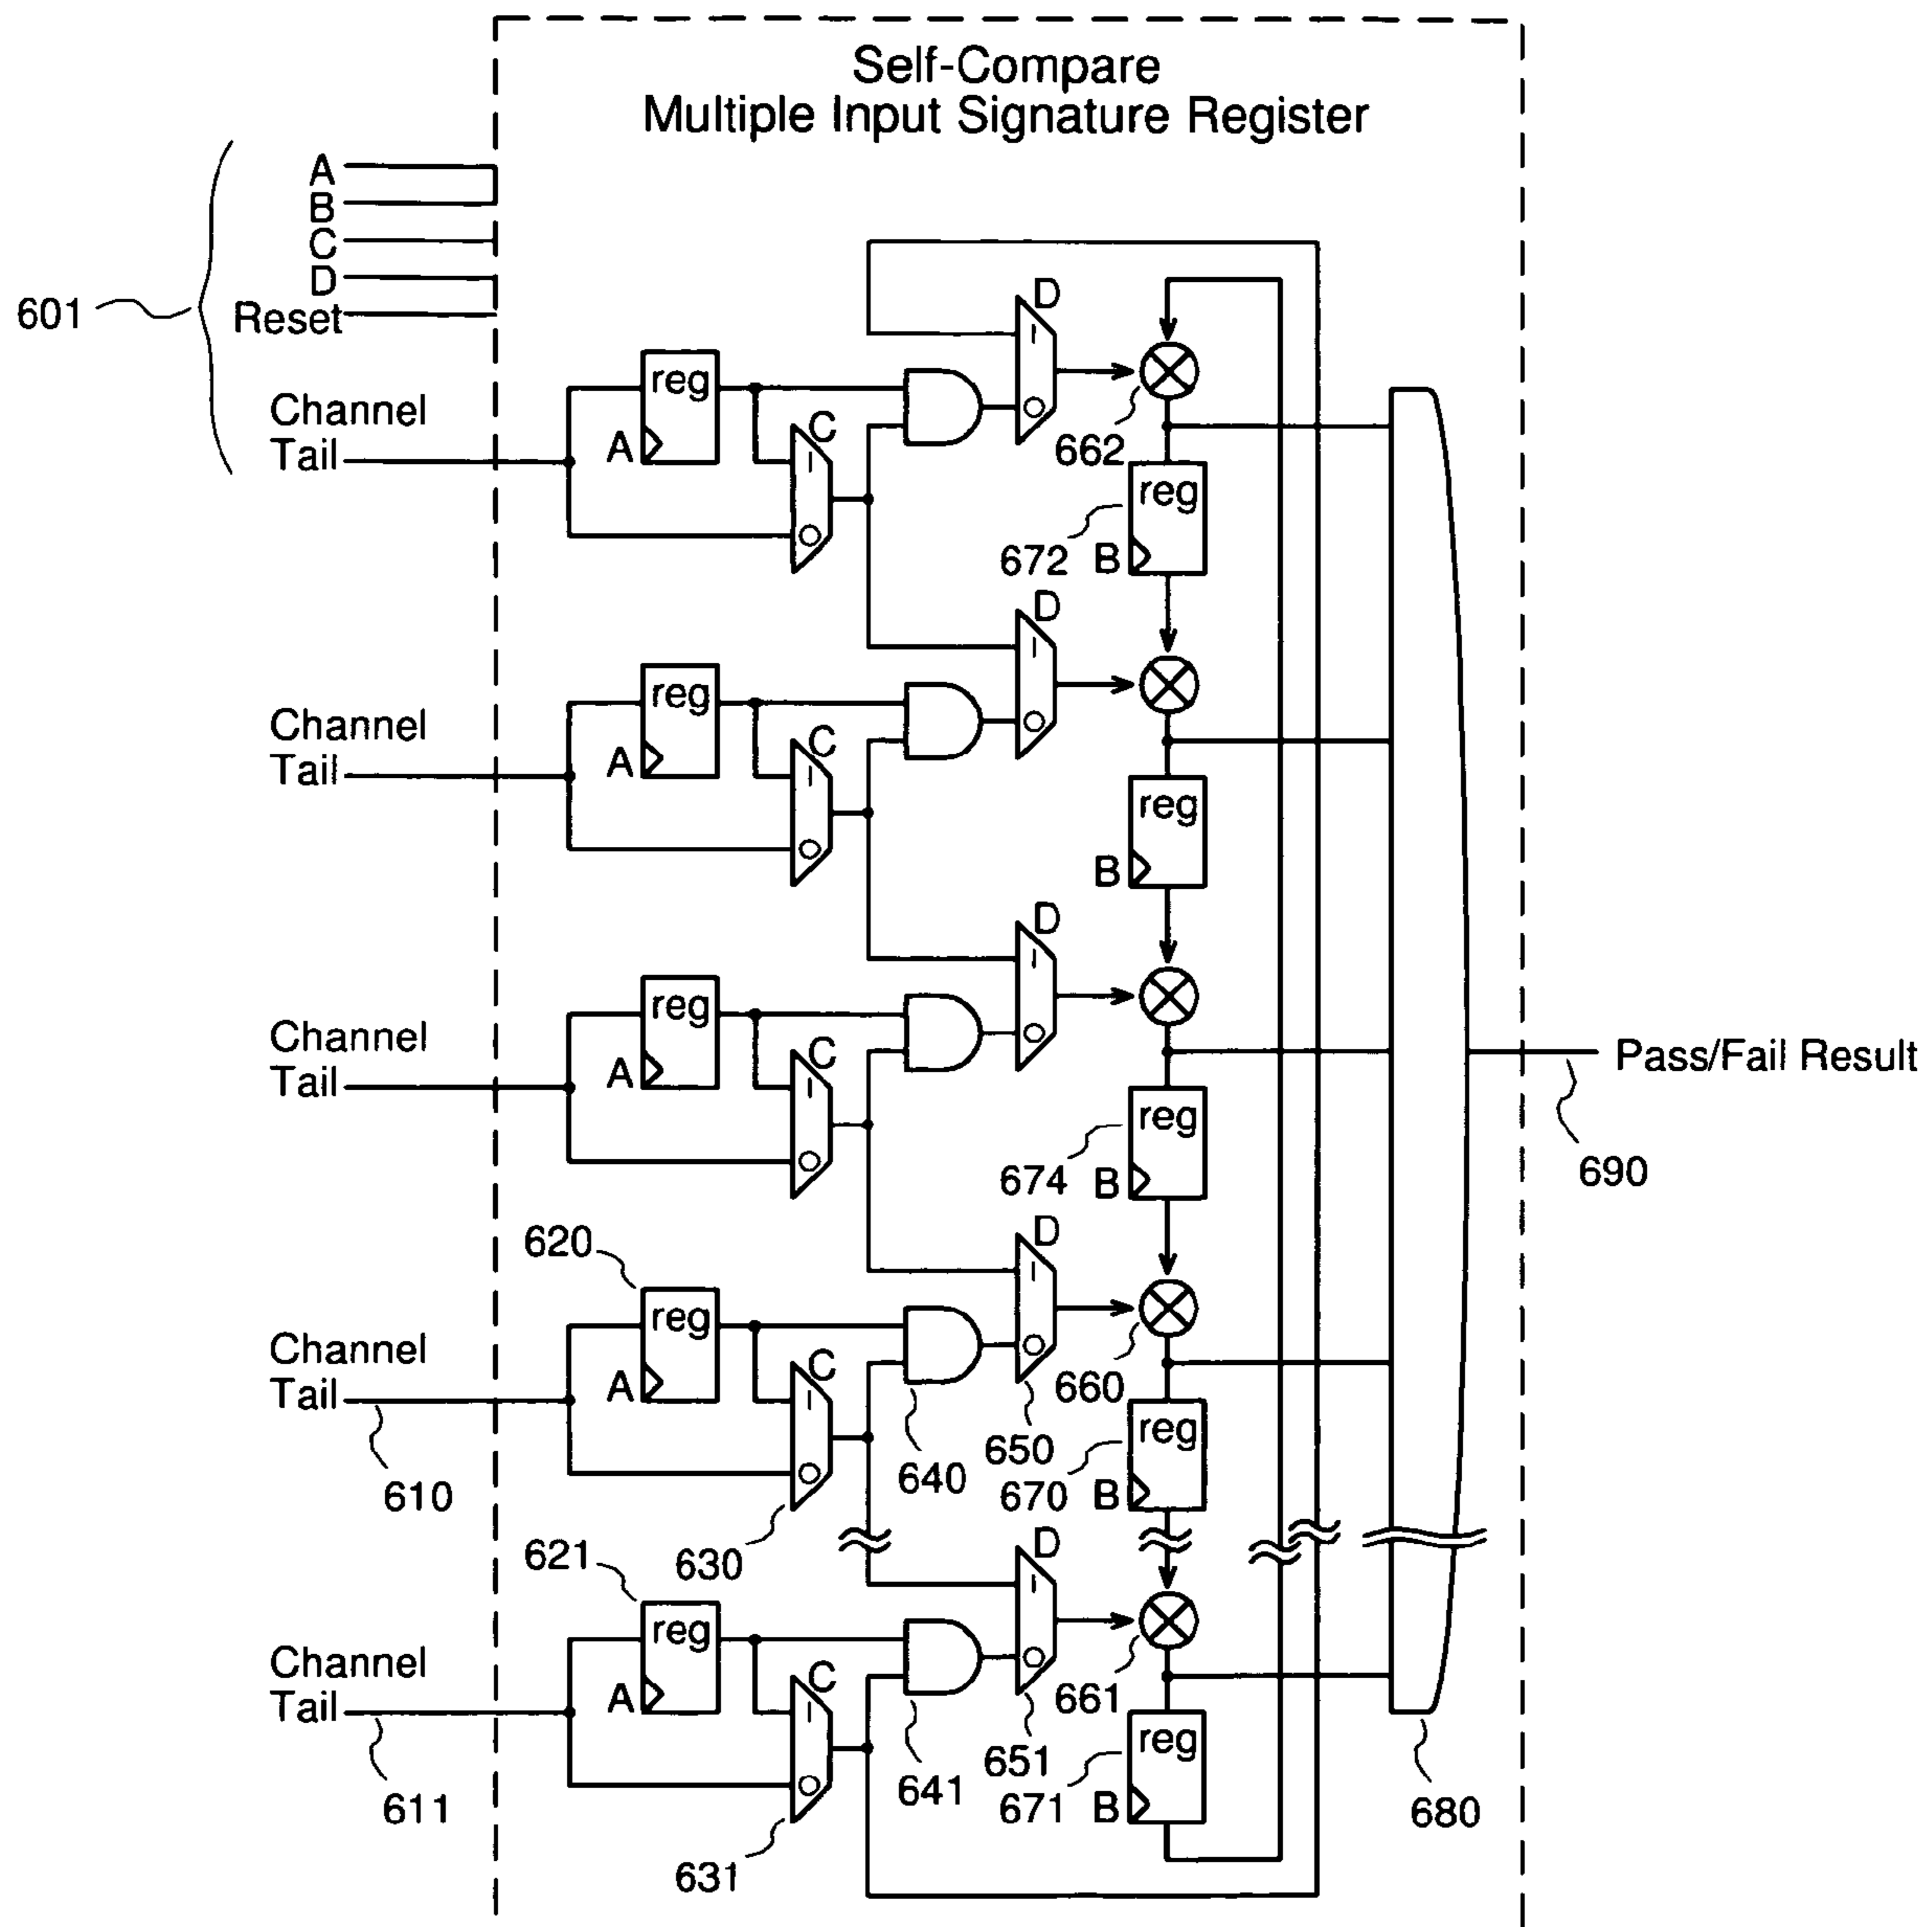 Self-Compare
Multiple Input Signature Register
A
B
C
D
Reset
601
Channel
Tail
reg
A
C
I
O
D
I
O
662
reg
672
B
Channel
Tail
reg
A
C
I
O
D
I
O
reg
B
Channel
Tail
reg
A
C
I
O
D
I
O
reg
674
B
Pass/Fail Result
690
620
Channel
Tail
610
reg
A
C
I
O
630
640
D
I
O
650
660
reg
670
B
621
Channel
Tail
611
reg
A
C
I
O
631
641
D
I
O
651
661
reg
671
B
680